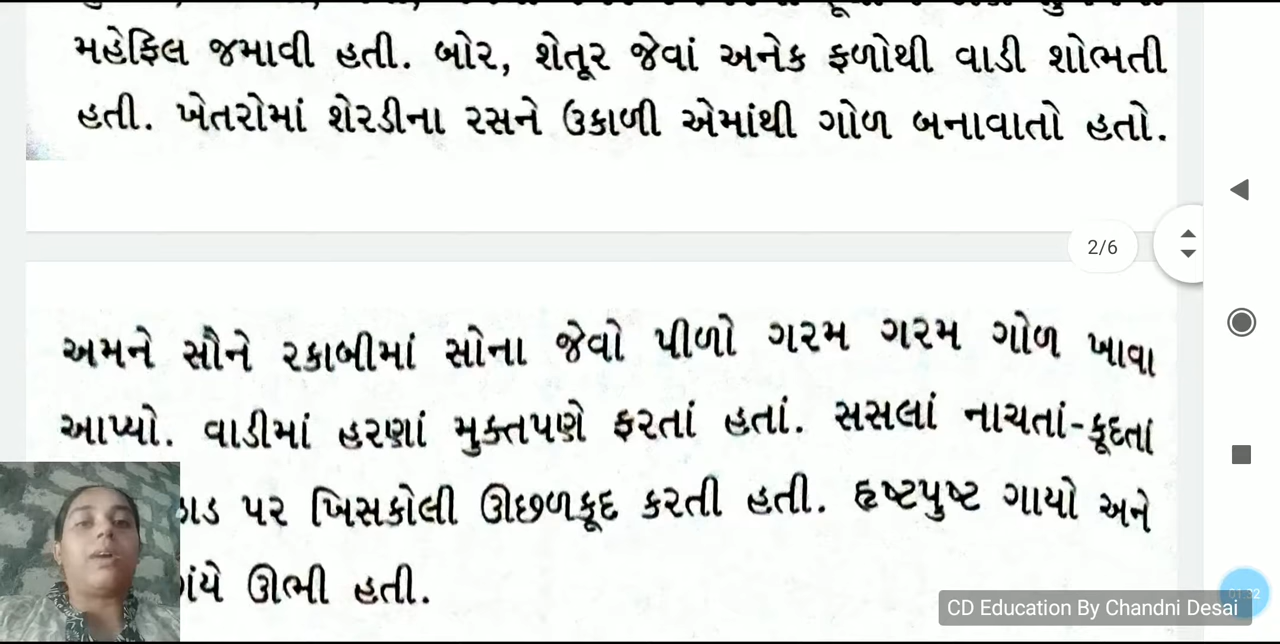 મહેફિલ જમાવી હતી. બોર, શેતૂર જેવાં અનેક ફળોથી વાડી શોભતી
હતી. ખેતરોમાં શેરડીના રસને ઉકાળી એમાંથી ગોળ બનાવાતો હતો.
2/6
અમને સૌને રકાબીમાં સોના જેવો પીળો ગરમ ગરમ ગોળ ખાવા
આપ્યો. વાડીમાં હરણાં મુક્તપણે ફરતાં હતાં. સસલાં નાચતાં-કૂદતાં
પર ખિસકોલી ઊછળકૂદ કરતી હતી. હૃષ્ટપુષ્ટ ગાયો અને
ઊભી હતી.
01:32
CD Education By Chandni Desai